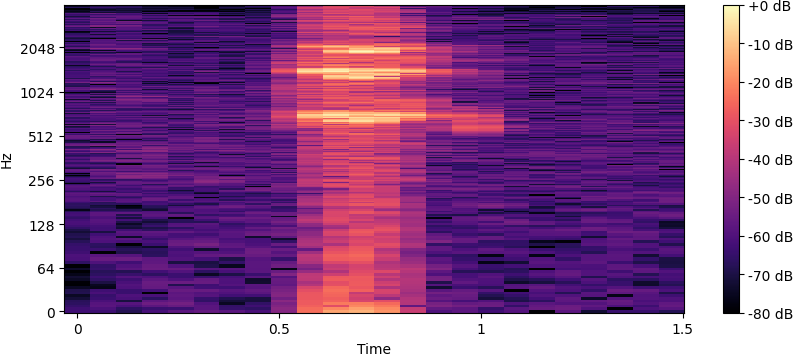 +0 dB
2048
-10 dB
1024
-20 dB
512
-30 dB
Hz
256
-40 dB
128
-50 dB
64
-60 dB
0
-70 dB
0 0.5 1 1.5
-80 dB
Time